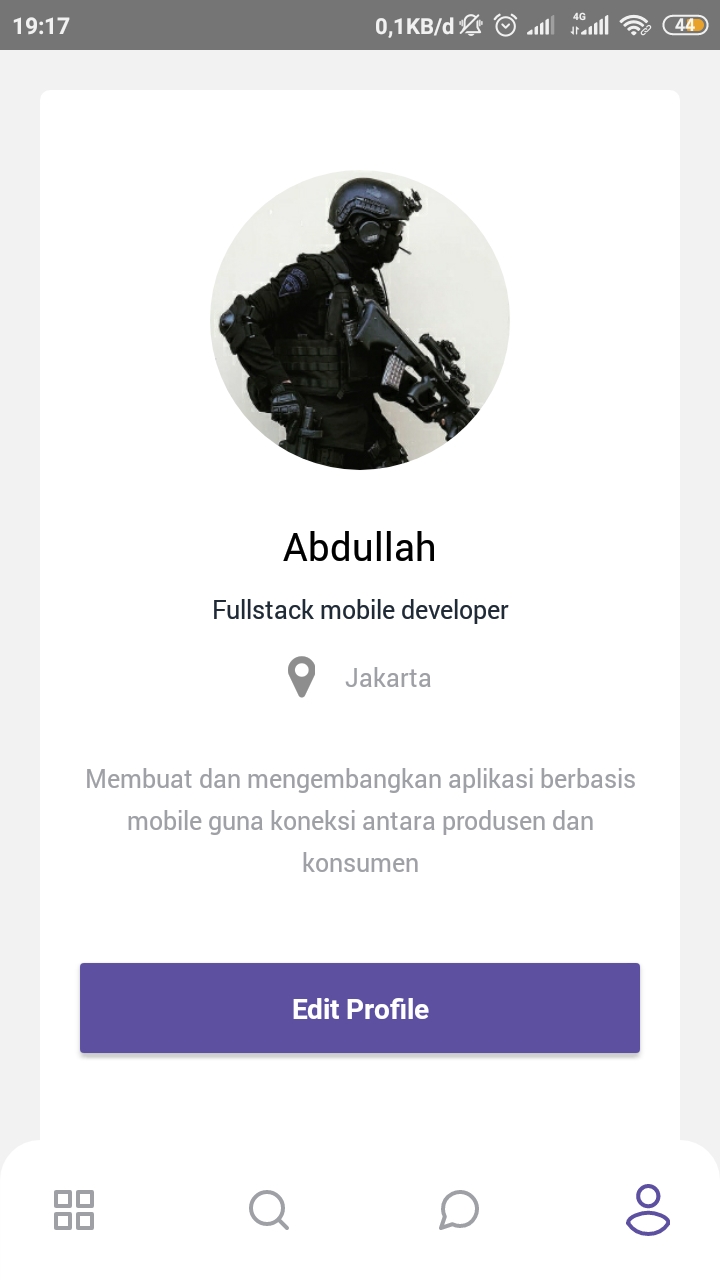 19:17
0,1KB/d
4G
44
Abdullah
Fullstack mobile developer
Jakarta
Membuat dan mengembangkan aplikasi berbasis
mobile guna koneksi antara produsen dan
konsumen
Edit Profile